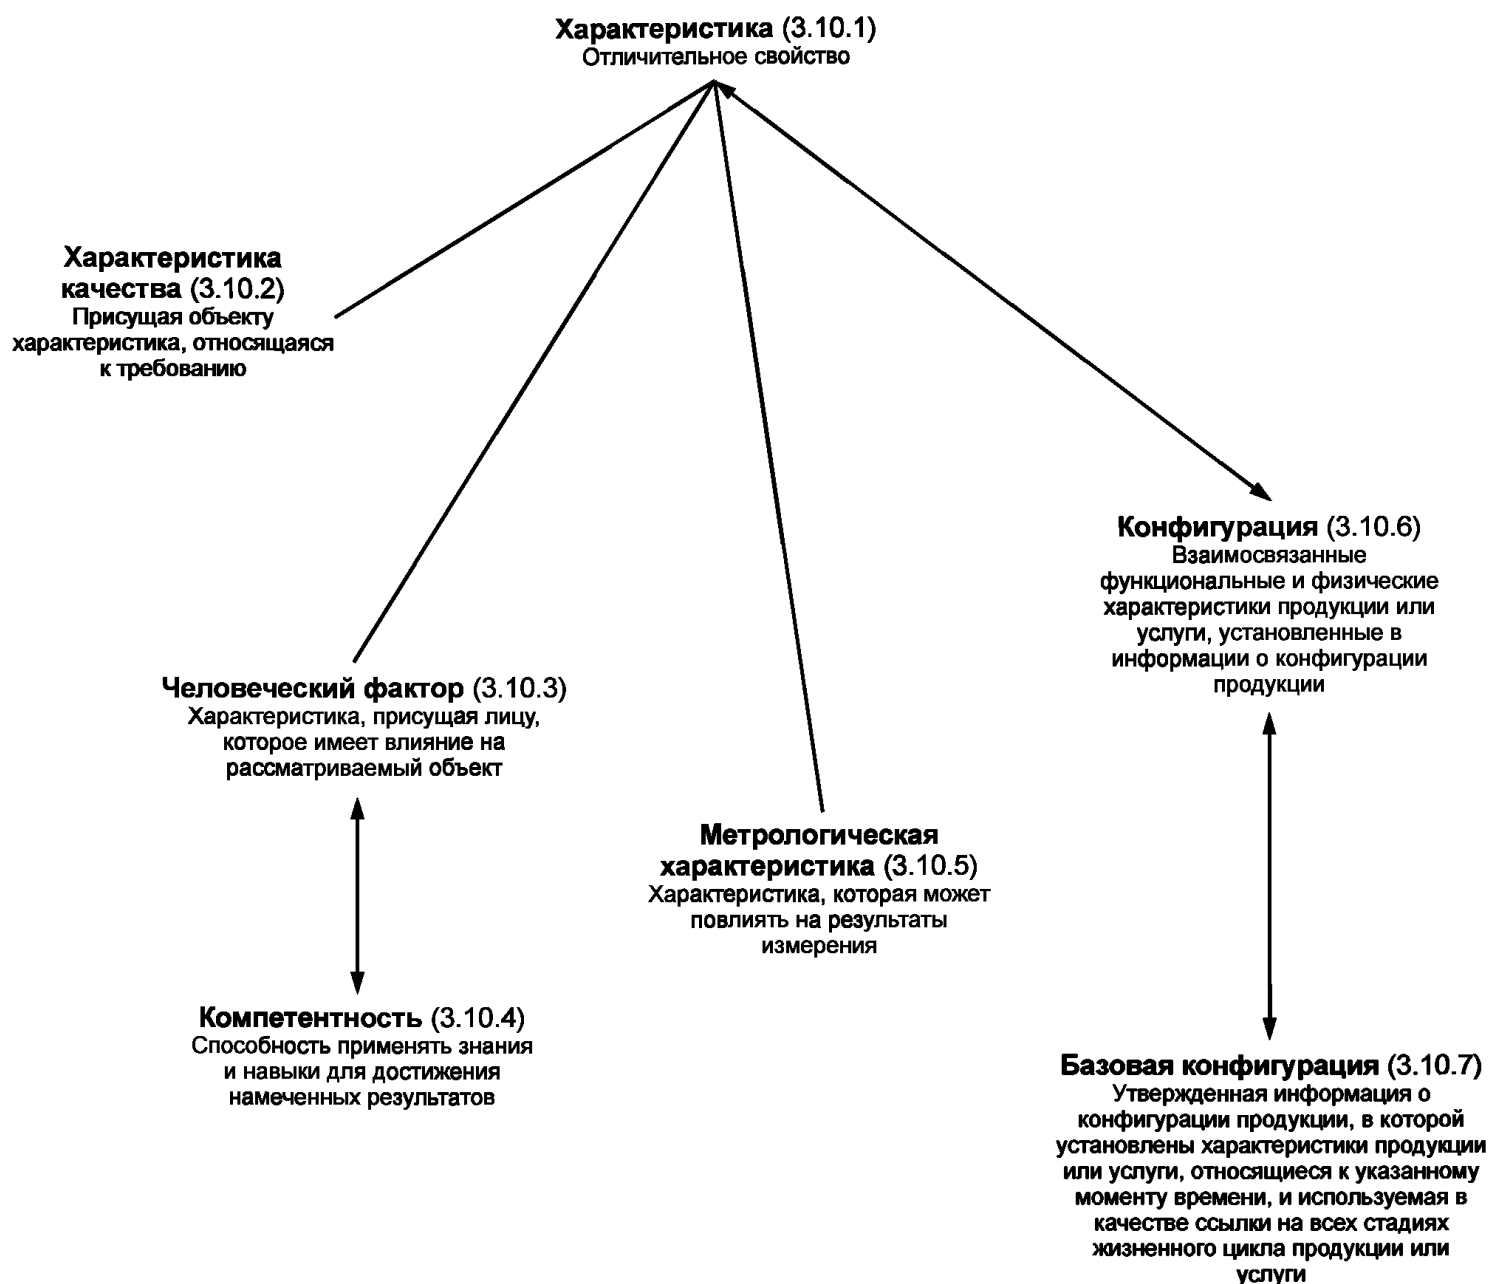 Характеристика (3.10.1)
Отличительное свойство
Характеристика
качества (3.10.2)
Присущая объекту
характеристика, относящаяся
к требованию
Конфигурация (3.10.6)
Взаимосвязанные
функциональные и физические
характеристики продукции или
услуги, установленные в
информации о конфигурации
продукции
Человеческий фактор (3.10.3)
Характеристика, присущая лицу,
которое имеет влияние на
рассматриваемый объект
Метрологическая
характеристика (3.10.5)
Характеристика, которая может
повлиять на результаты
измерения
Компетентность (3.10.4)
Способность применять знания
и навыки для достижения
намеченных результатов
Базовая конфигурация (3.10.7)
Утвержденная информация о
конфигурации продукции, в которой
установлены характеристики продукции
или услуги, относящиеся к указанному
моменту времени, и используемая в
качестве ссылки на всех стадиях
жизненного цикла продукции или
услуги